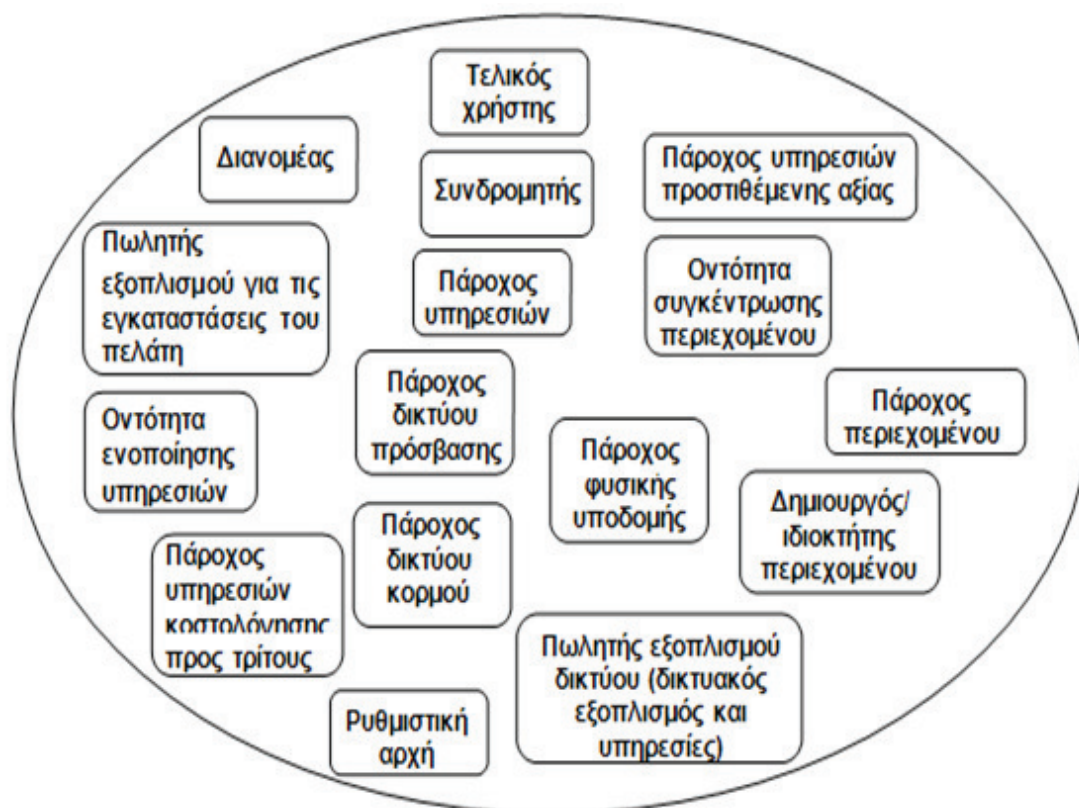 Τελικός
χρήστης
Διανομέας
Συνδρομητής
Πάροχος υπηρεσιών
προστιθέμενης αξίας
Πωλητής
εξοπλισμού για τις
εγκαταστάσεις του
πελάτη
Πάροχος
υπηρεσιών
Οντότητα
συγκέντρωσης
περιεχομένου
Πάροχος
δικτύου
πρόσβασης
Πάροχος
περιεχομένου
Οντότητα
ενοποίησης
υπηρεσιών
Πάροχος
φυσικής
υποδομής
Δημιουργός/
ιδιοκτήτης
περιεχομένου
Πάροχος
δικτύου
κορμού
Πάροχος
υπηρεσιών
κοστολόγησης
προς τρίτους
Πωλητής εξοπλισμού
δικτύου (δικτυακός
εξοπλισμός και
υπηρεσίες)
Ρυθμιστική
αρχή